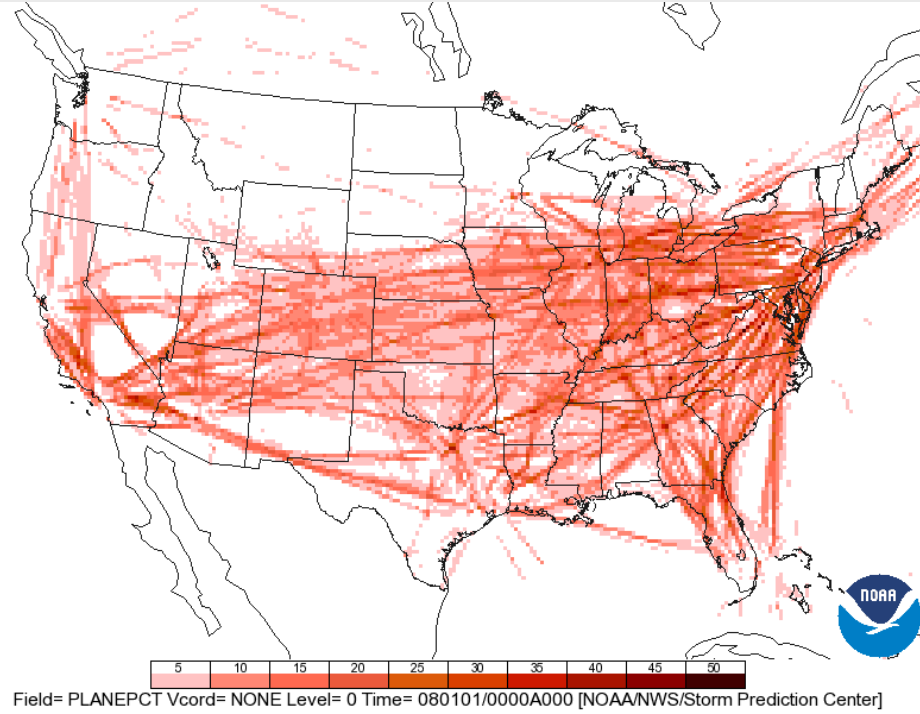 NOAA
5 10 15 20 25 30 35 40 45 50
Field= PLANEPCT Vcord= NONE Level= 0 Time= 080101/0000A000 [NOAA/NWS/Storm Prediction Center]